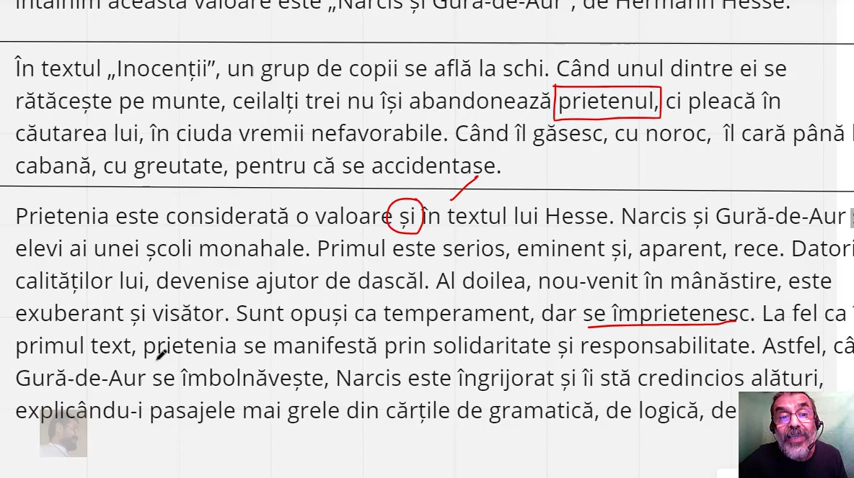 întâlnim această valoare este „Narcis și Gură-de-Aur”, de Hermann Hesse.
În textul „Inocenții”, un grup de copii se află la schi. Când unul dintre ei se
rătăcește pe munte, ceilalți trei nu își abandonează prietenul, ci pleacă în
căutarea lui, în ciuda vremii nefavorabile. Când îl găsesc, cu noroc, îl cară până
cabană, cu greutate, pentru că se accidentase.
Prietenia este considerată o valoare și în textul lui Hesse. Narcis și Gură-de-Aur
elevi ai unei școli monahale. Primul este serios, eminent și, aparent, rece.
calităților lui, devenise ajutor de dascăl. Al doilea, nou-venit în mânăstire, este
exuberant și visător. Sunt opuși ca temperament, dar se împrietenesc. La fel ca
primul text, prietenia se manifestă prin solidaritate și responsabilitate. Astfel,
Gură-de-Aur se îmbolnăvește, Narcis este îngrijorat și îi stă credincios alături,
explicându-i pasajele mai grele din cărțile de gramatică, de logică, de